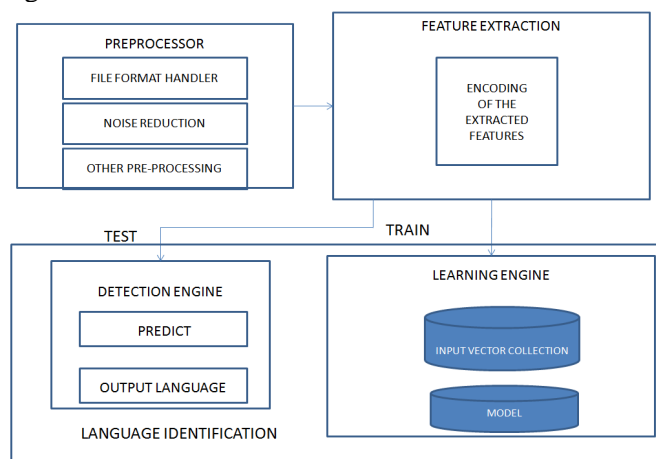 PREPROCESSOR
FILE FORMAT HANDLER
NOISE REDUCTION
OTHER PRE-PROCESSING
FEATURE EXTRACTION
ENCODING
OF THE
EXTRACTED
FEATURES
TEST
TRAIN
DETECTION ENGINE
PREDICT
OUTPUT LANGUAGE
LEARNING ENGINE
INPUT VECTOR COLLECTION
MODEL
LANGUAGE IDENTIFICATION